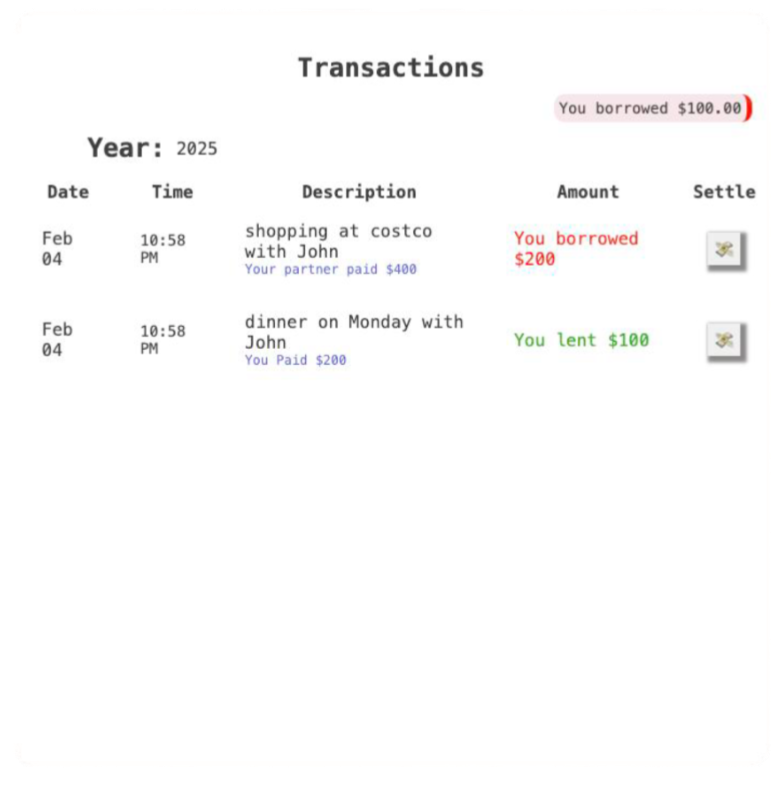 Transactions
You borrowed $100.00
Year: 2025
Date Time Description Amount Settle
Feb
04
10:58
PM
shopping at costco
with John
Your partner paid $400
You borrowed
$200
Feb
04
10:58
PM
dinner on Monday with
John
You Paid $200
You lent $100